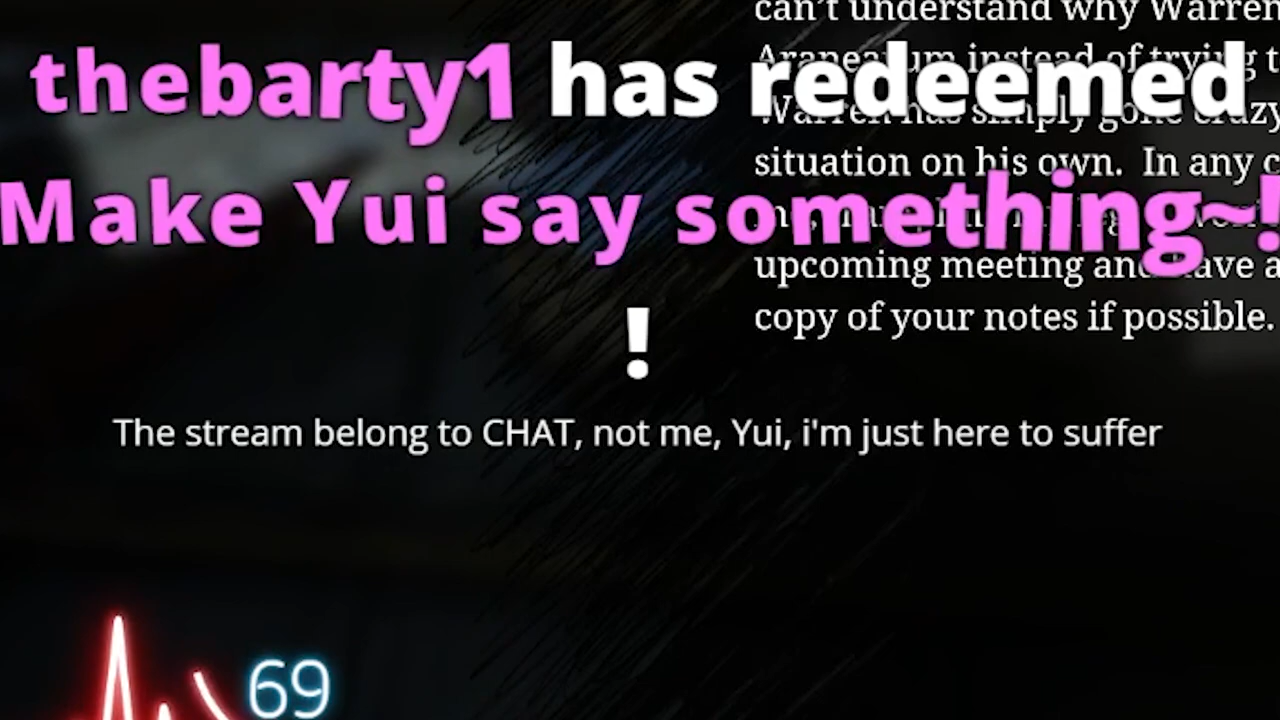 can't understand why Warren
thebarty1 has redeemed
Araneadum instead of trying t
Warren has simply gone crazy
situation on his own. In any c
Make Yui say something~!
upcoming meeting and have a
copy of your notes if possible.
!
The stream belong to CHAT, not me, Yui, i'm just here to suffer
69